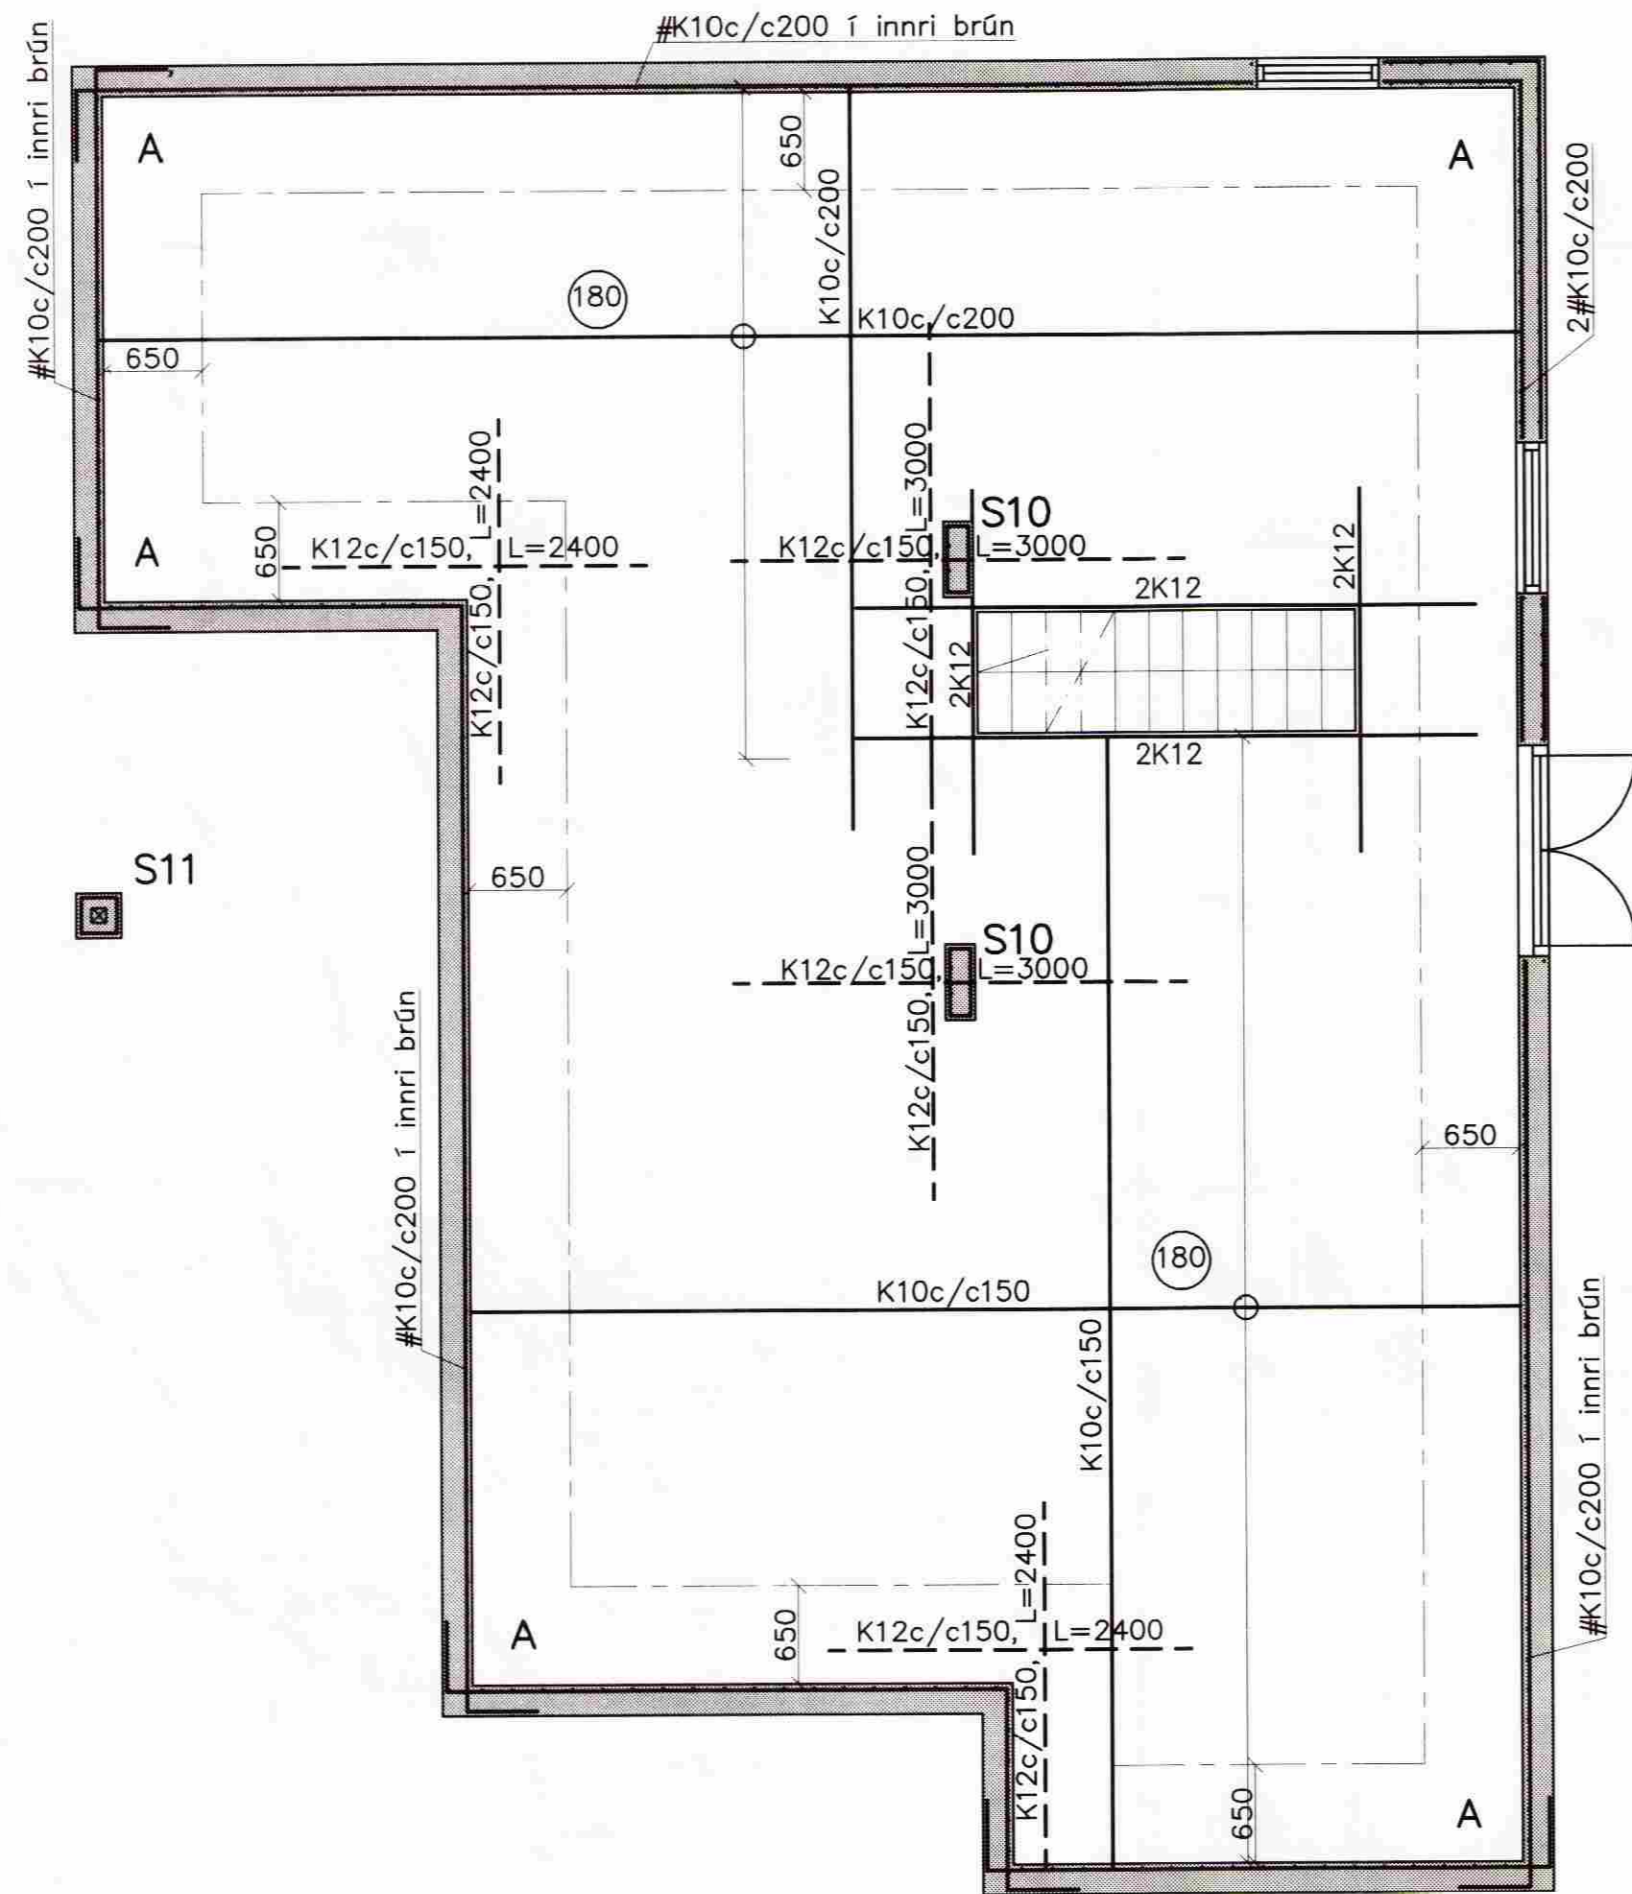 #K10c/c200 í innri brún
#K10c/c200 í innri brún
A
650
A
K10c/c200
2#K10c/c200
180
K10c/c200
650
K12c/c150, L=2400
K12c/c150, L=3000
S10
2K12
A
650
K12c/c150, L=2400
K12c/c150, L=3000
2K12
2K12
2K12
S11
650
K12c/c150, L=3000
S10
K12c/c150, L=3000
#K10c/c200 í innri brún
650
180
K10c/c150
K10c/c150
#K10c/c200 í innri brún
K12c/c150, L=2400
A
650
K12c/c150, L=2400
650
A